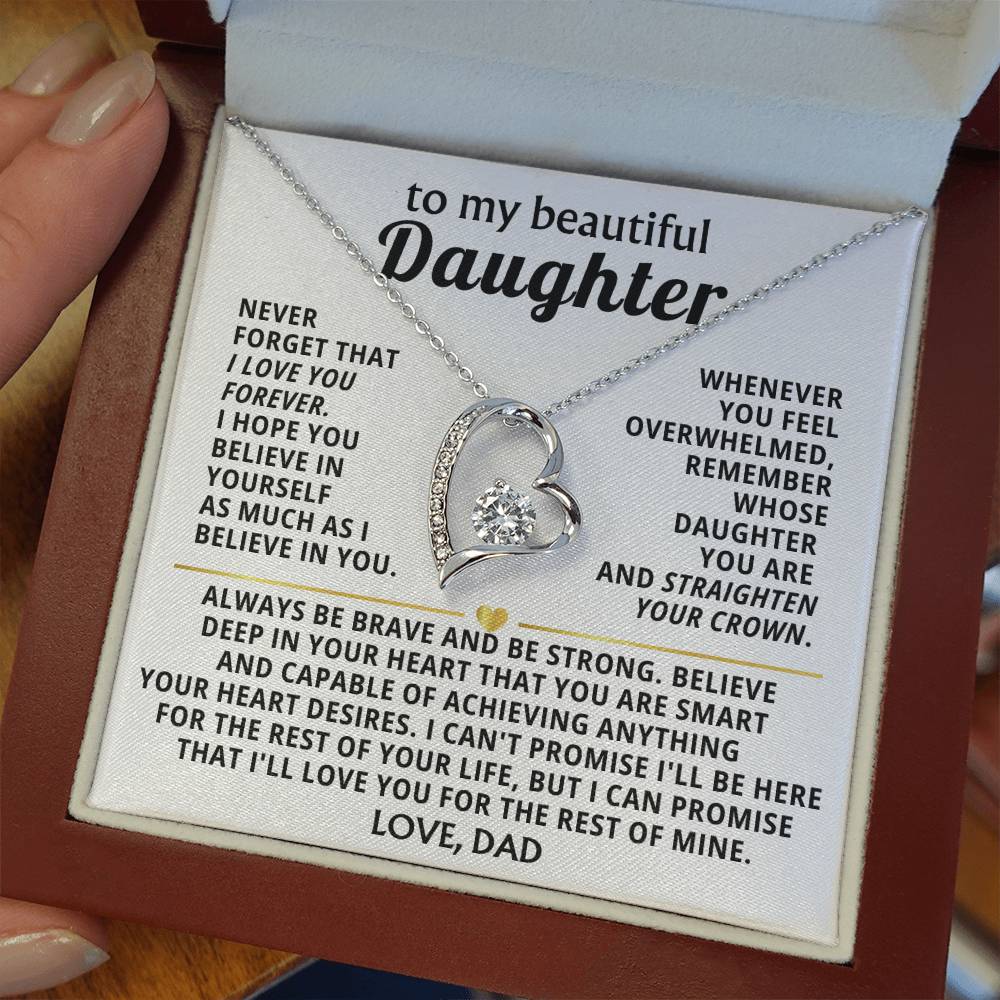 to my beautiful
Daughter
NEVER
FORGET THAT
I LOVE YOU
FOREVER.
I HOPE YOU
BELIEVE IN
YOURSELF
AS MUCH AS I
BELIEVE IN YOU.
WHENEVER
YOU FEEL
OVERWHELMED,
REMEMBER
WHOSE
DAUGHTER
YOU ARE
AND STRAIGHTEN
YOUR CROWN.
ALWAYS BE BRAVE AND BE STRONG. BELIEVE
DEEP IN YOUR HEART THAT YOU ARE SMART
AND CAPABLE OF ACHIEVING ANYTHING
YOUR HEART DESIRES. I CAN'T PROMISE I'LL BE HERE
FOR THE REST OF YOUR LIFE, BUT I CAN PROMISE
THAT I'LL LOVE YOU FOR THE REST OF MINE.
LOVE, DAD